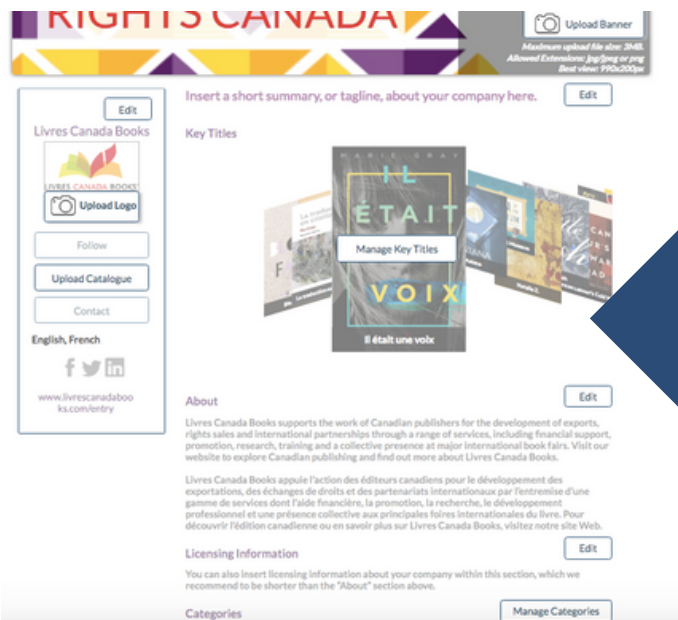 RIGHTS CANADA
Upload Banner
Maximum upload file size: 3MB.
Allowed Extensions: jpg/jpeg or png
Best view: 990x200px
Edit
Livres Canada Books
LIVRES CANADA BOOKS
Upload Logo
Follow
Upload Catalogue
Contact
English, French
www.livrescanadaboo
ks.com/entry
Insert a short summary, or tagline, about your company here.
Edit
Key Titles
MARIE GRAY
IL
ÉTAIT
Manage Key Titles
VOIX
Il était une voix
Natalia Z.
About
Edit
Livres Canada Books supports the work of Canadian publishers for the development of exports,
rights sales and international partnerships through a range of services, including financial support,
promotion, research, training and a collective presence at major international book fairs. Visit our
website to explore Canadian publishing and find out more about Livres Canada Books.
Livres Canada Books appuie l'action des éditeurs canadiens pour le développement des
exportations, des échanges de droits et des partenariats internationaux par l'entremise d'une
gamme de services dont l'aide financière, la promotion, la recherche, le développement
professionnel et une présence collective aux principales foires internationales du livre. Pour
découvrir l'édition canadienne ou en savoir plus sur Livres Canada Books, visitez notre site Web.
Licensing Information
Edit
You can also insert licensing information about your company within this section, which we
recommend to be shorter than the "About" section above.
Categories
Manage Categories